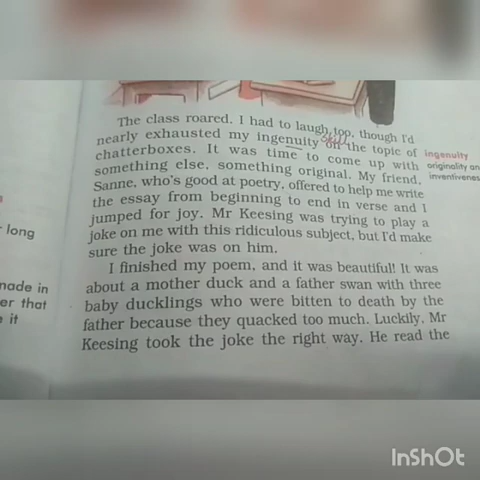 The class roared. I had to laugh, too, though I'd
nearly exhausted my ingenuity skill on the topic of
chatterboxes. It was time to come up with
something else, something original. My friend,
Sanne, who's good at poetry, offered to help me write
the essay from beginning to end in verse and I
jumped for joy. Mr Keesing was trying to play a
joke on me with this ridiculous subject, but I'd make
sure the joke was on him.
I finished my poem, and it was beautiful! It was
about a mother duck and a father swan with three
baby ducklings who were bitten to death by the
father because they quacked too much. Luckily, Mr
Keesing took the joke the right way. He read the
ingenuity
originality an
inventivenes
long
made in
er that
it
InShOt